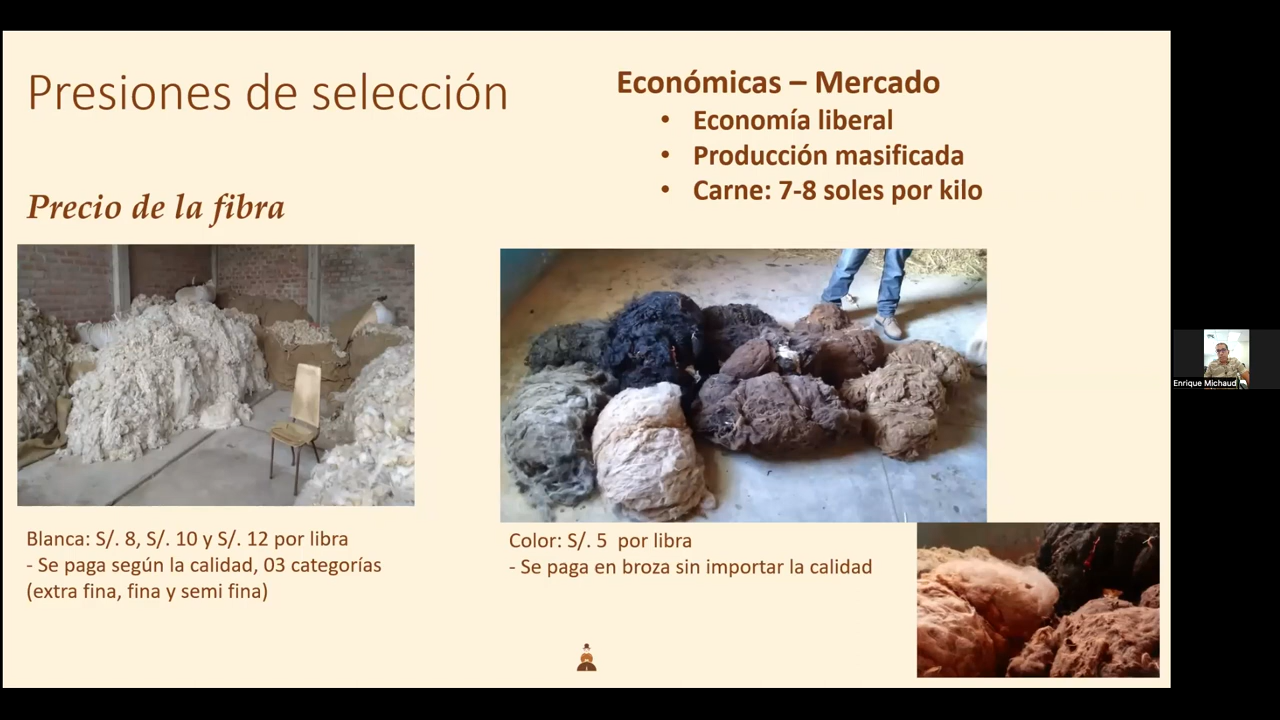 Presiones de selección
Económicas – Mercado
• Economía liberal
• Producción masificada
• Carne: 7-8 soles por kilo
Precio de la fibra
Blanca: S/. 8, S/. 10 y S/. 12 por libra
- Se paga según la calidad, 03 categorías
(extra fina, fina y semi fina)
Color: S/. 5  por libra
- Se paga en broza sin importar la calidad
Enrique Michaud